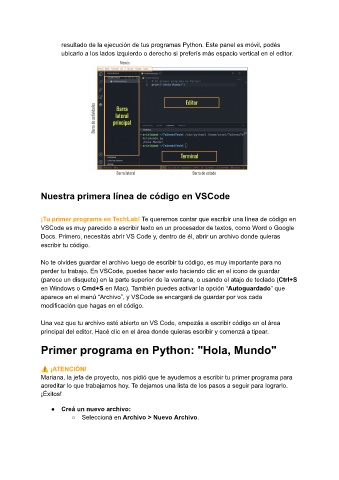 resultado de la ejecución de tus programas Python. Este panel es móvil, podés
ubicarlo a los lados izquierdo o derecho si preferís más espacio vertical en el editor.
Menús
Barra de actividades
Editor
Barra
lateral
principal
Terminal
Barra lateral
Barra de estado
Nuestra primera línea de código en VSCode
¡Tu primer programa en TechLab! Te queremos contar que escribir una línea de código en
VSCode es muy parecido a escribir texto en un procesador de textos, como Word o Google
Docs. Primero, necesitás abrir VS Code y, dentro de él, abrir un archivo donde quieras
escribir tu código.
No te olvides guardar el archivo luego de escribir tu código, es muy importante para no
perder tu trabajo. En VSCode, puedes hacer esto haciendo clic en el icono de guardar
(parece un disquete) en la parte superior de la ventana, o usando el atajo de teclado (Ctrl+S
en Windows o Cmd+S en Mac). También puedes activar la opción “Autoguardado” que
aparece en el menú “Archivo”, y VSCode se encargará de guardar por vos cada
modificación que hagas en el código.
Una vez que tu archivo esté abierto en VS Code, empezás a escribir código en el área
principal del editor. Hacé clic en el área donde quieras escribir y comenzá a tipear.
Primer programa en Python: "Hola, Mundo"
⚠️ ¡ATENCIÓN!
Mariana, la jefa de proyecto, nos pidió que te ayudemos a escribir tu primer programa para
acreditar lo que trabajamos hoy. Te dejamos una lista de los pasos a seguir para lograrlo.
¡Éxitos!
● Creá un nuevo archivo:
○ Seleccioná en Archivo > Nuevo Archivo.